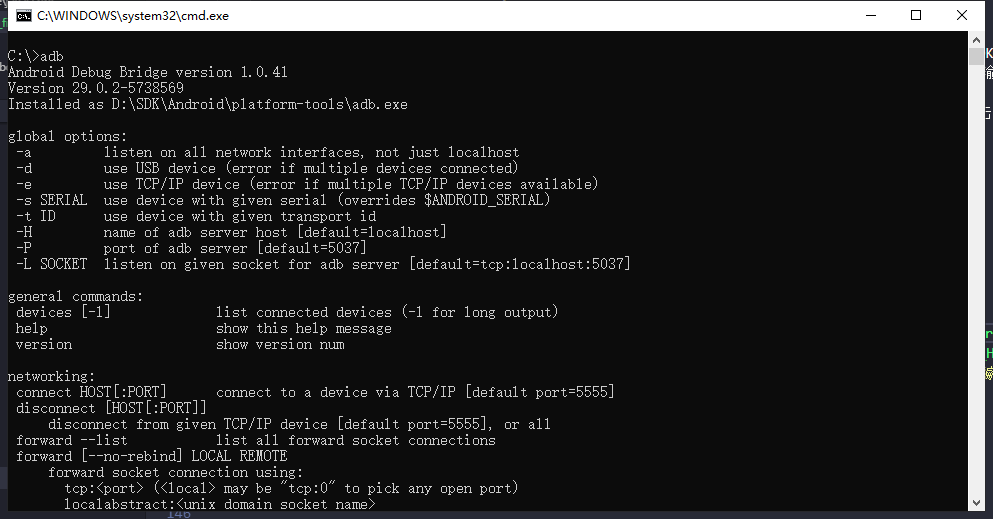 C:\WINDOWS\system32\cmd.exe
C:\>adb
Android Debug Bridge version 1.0.41
Version 29.0.2-5738569
Installed as D:\SDK\Android\platform-tools\adb.exe
global options:
-a         listen on all network interfaces, not just localhost
-d         use USB device (error if multiple devices connected)
-e         use TCP/IP device (error if multiple TCP/IP devices available)
-s SERIAL  use device with given serial (overrides $ANDROID_SERIAL)
-t ID      use device with given transport id
-H         name of adb server host [default=localhost]
-P         port of adb server [default=5037]
-L SOCKET  listen on given socket for adb server [default=tcp:localhost:5037]
general commands:
devices [-l]             list connected devices (-l for long output)
help                     show this help message
version                  show version num
networking:
connect HOST[:PORT]      connect to a device via TCP/IP [default port=5555]
disconnect [HOST[:PORT]]
disconnect from given TCP/IP device [default port=5555], or all
forward --list           list all forward socket connections
forward [--no-rebind] LOCAL REMOTE
forward socket connection using:
tcp:<port> (<local> may be "tcp:0" to pick any open port)
localabstract:<unix domain socket name>
146